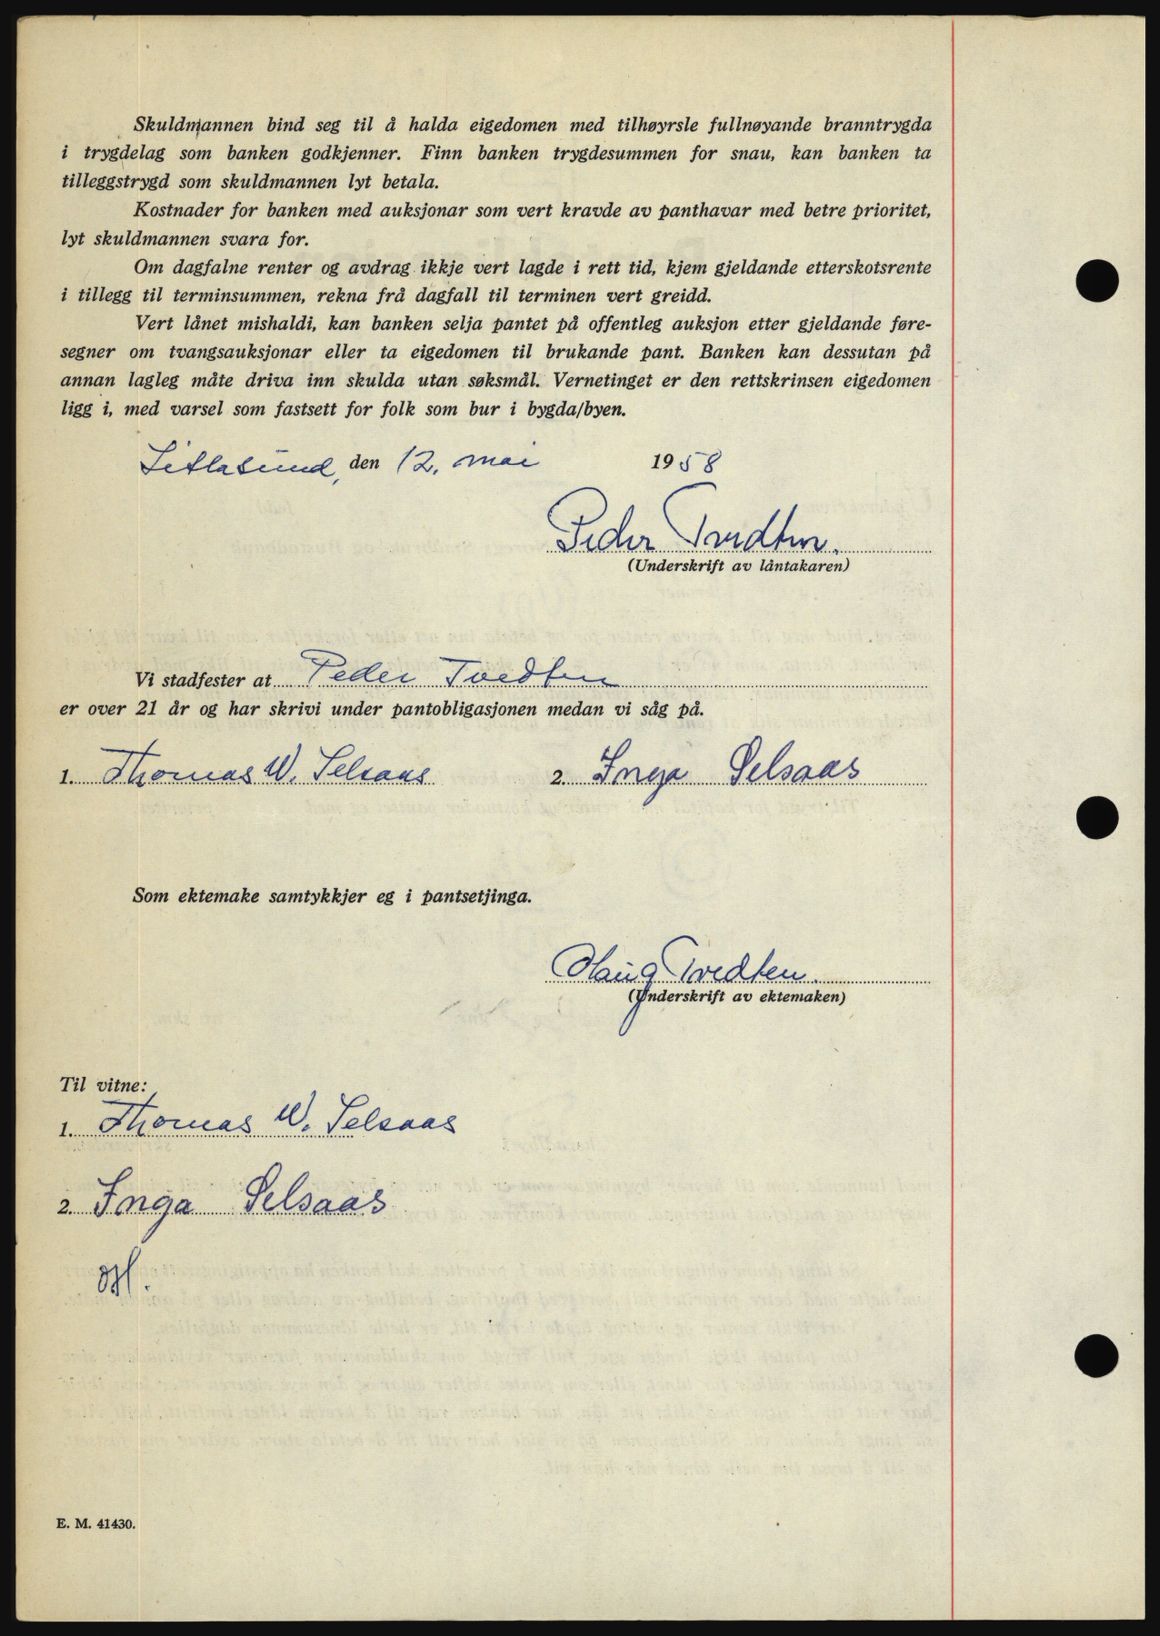 Skuldmannen bind seg til å halda eigedomen med tilhøyrsle fullnøyande branntrygda
i trygdelag som banken godkjenner. Finn banken trygdesummen for snau, kan banken ta
tilleggstrygd som skuldmannen lyt betala.
Kostnader for banken med auksjonar som vert kravde av panthavar med betre prioritet,
lyt skuldmannen svara for.
Om dagfalne renter og avdrag ikkje vert lagde i rett tid, kjem gjeldande etterskotsrente
i tillegg til terminsummen, rekna frå dagfall til terminen vert greidd.
Vert lånet mishaldi, kan banken selja pantet på offentleg auksjon etter gjeldande føre-
segner om tvangsauksjonar eller ta eigedomen til brukande pant. Banken kan dessutan på
annan lagleg måte driva inn skulda utan søksmål. Vernetinget er den rettskrinsen eigedomen
ligg i, med varsel som fastsett for folk som bur i bygda/byen.
Litlasund, den 12. mai 1958
Peder Tvedten.
(Underskrift av låntakaren)
Vi stadfester at Peder Tvedten
er over 21 år og har skrivi under pantobligasjonen medan vi såg på.
1. Thomas W. Selsaas 2. Inga Selsaas
Som ektemake samtykkjer eg i pantsetjinga.
Olaug Tvedten.
(Underskrift av ektemaken)
Til vitne:
1. Thomas W. Selsaas
2. Inga Selsaas
E. M. 41430.